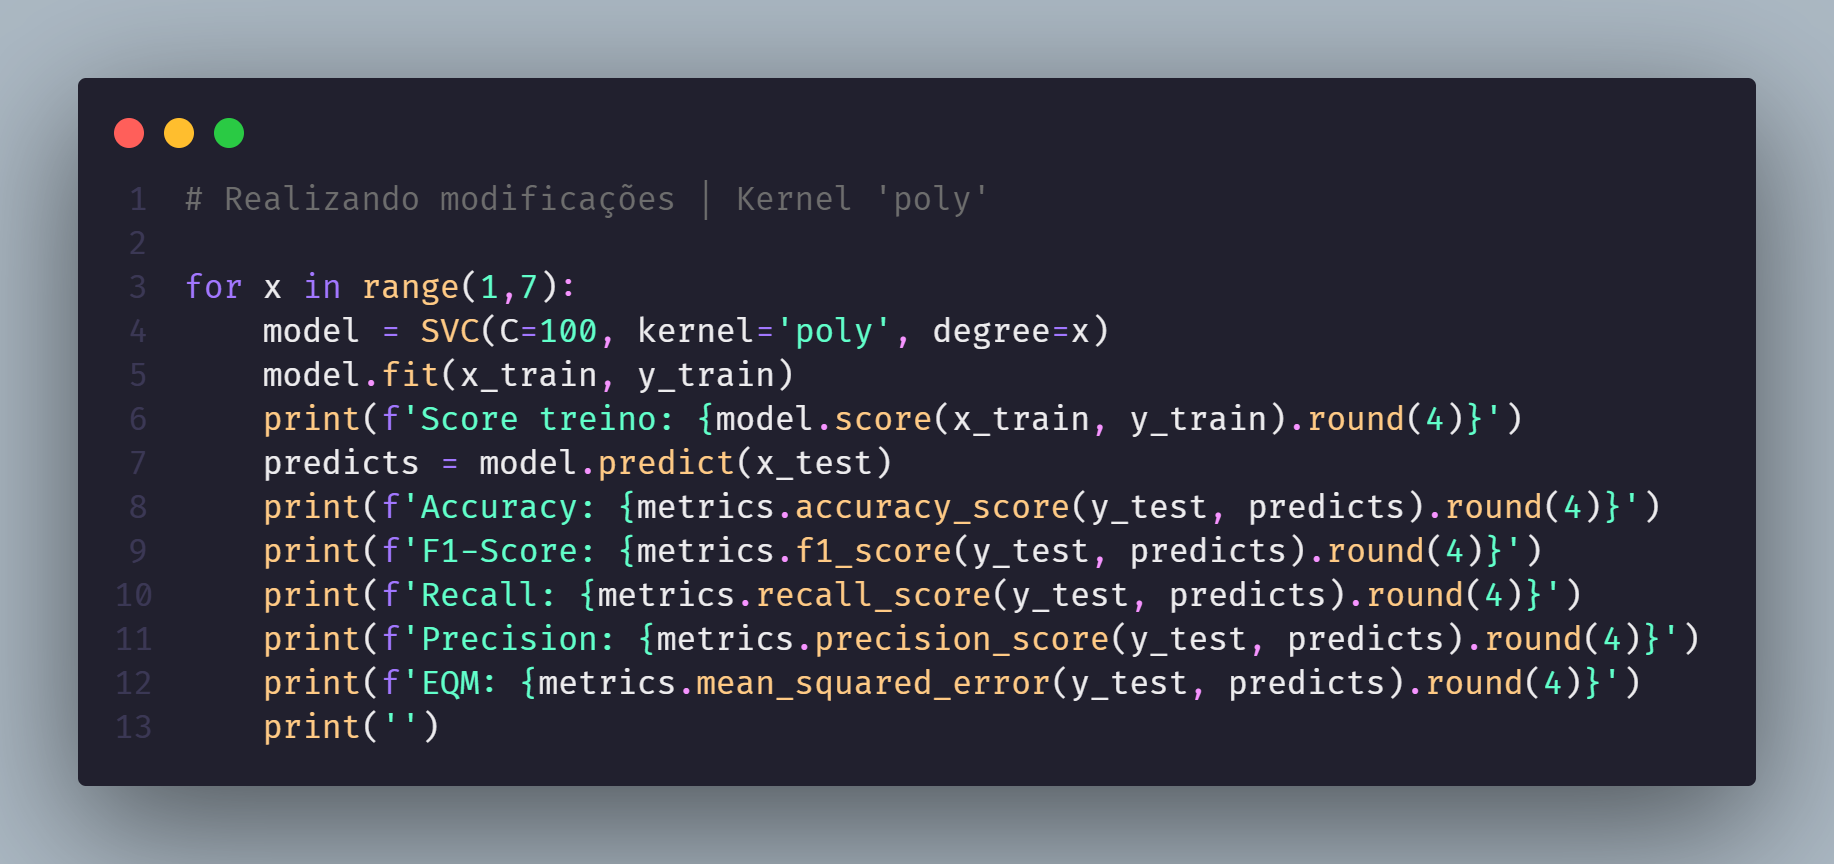 1 # Realizando modificações | Kernel 'poly'
2
3 for x in range(1,7):
4     model = SVC(C=100, kernel='poly', degree=x)
5     model.fit(x_train, y_train)
6     print(f'Score treino: {model.score(x_train, y_train).round(4)}')
7     predicts = model.predict(x_test)
8     print(f'Accuracy: {metrics.accuracy_score(y_test, predicts).round(4)}')
9     print(f'F1-Score: {metrics.f1_score(y_test, predicts).round(4)}')
10     print(f'Recall: {metrics.recall_score(y_test, predicts).round(4)}')
11     print(f'Precision: {metrics.precision_score(y_test, predicts).round(4)}')
12     print(f'EQM: {metrics.mean_squared_error(y_test, predicts).round(4)}')
13     print('')